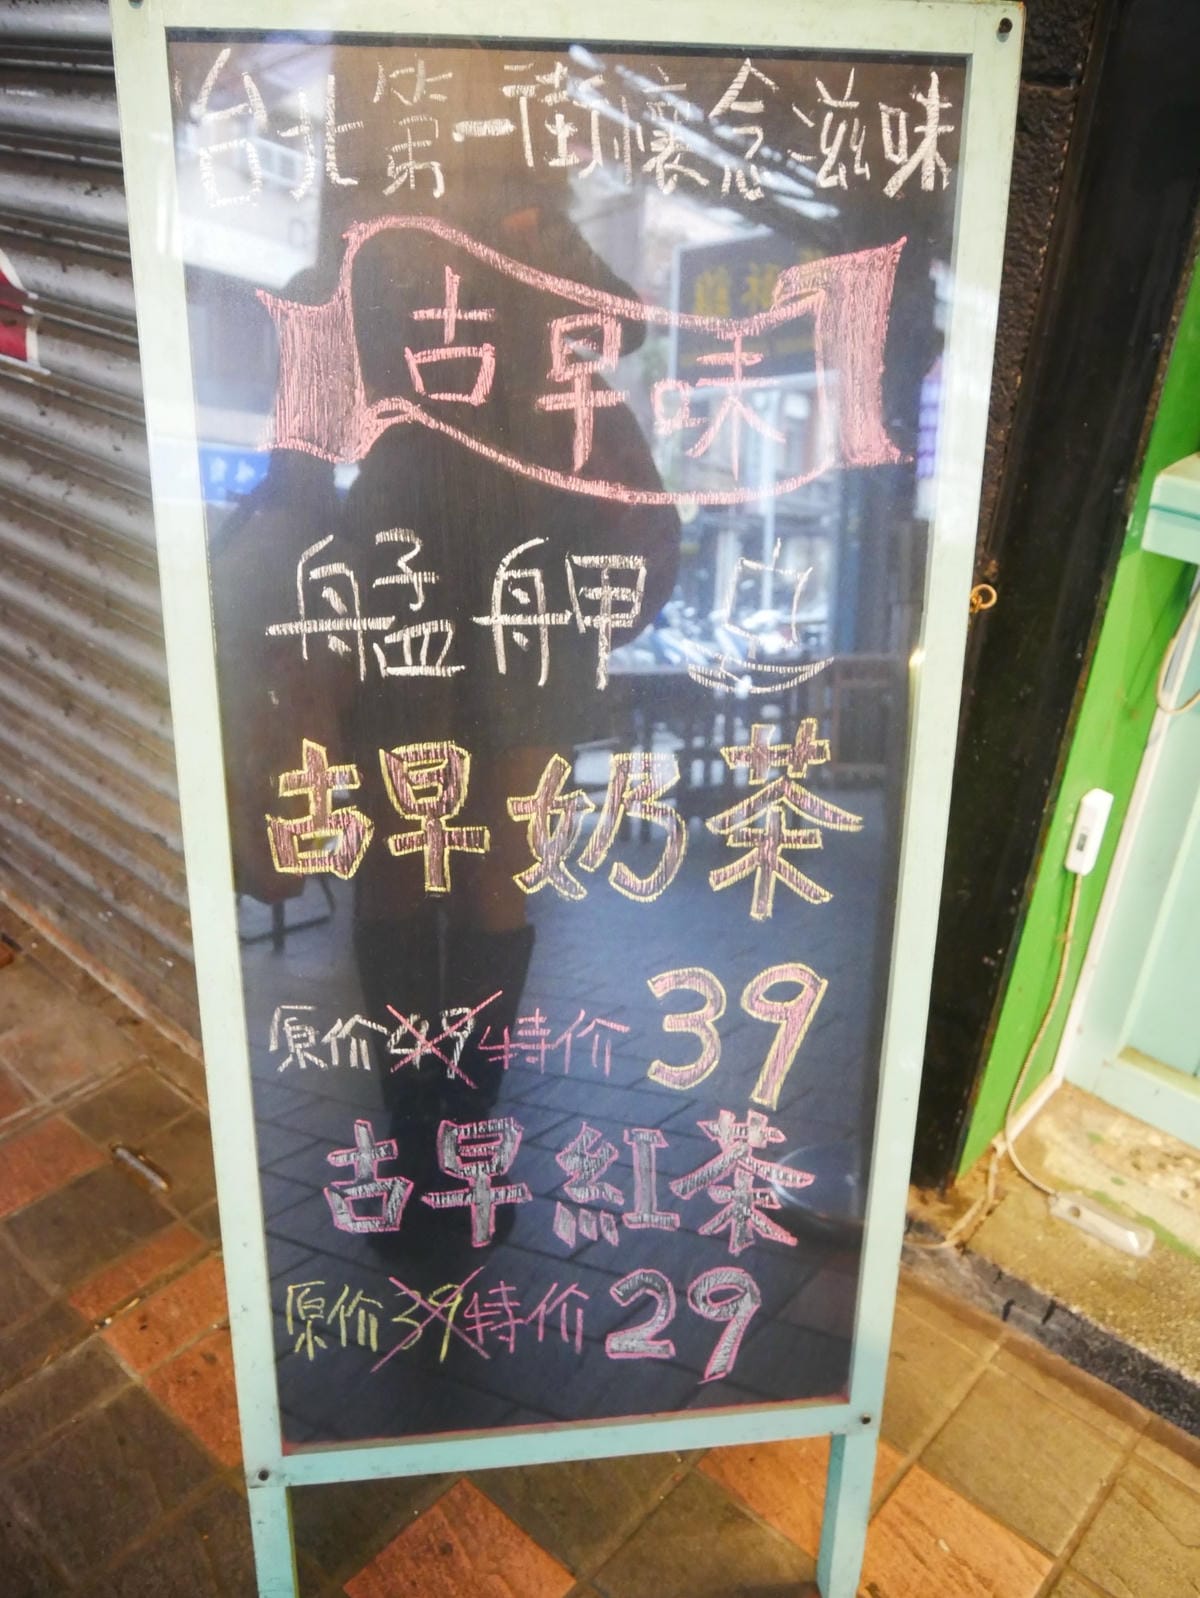 台北第一街懷念滋味
古早味
艋舺
古早奶茶
原价49特价39
古早紅茶
原价39特价29